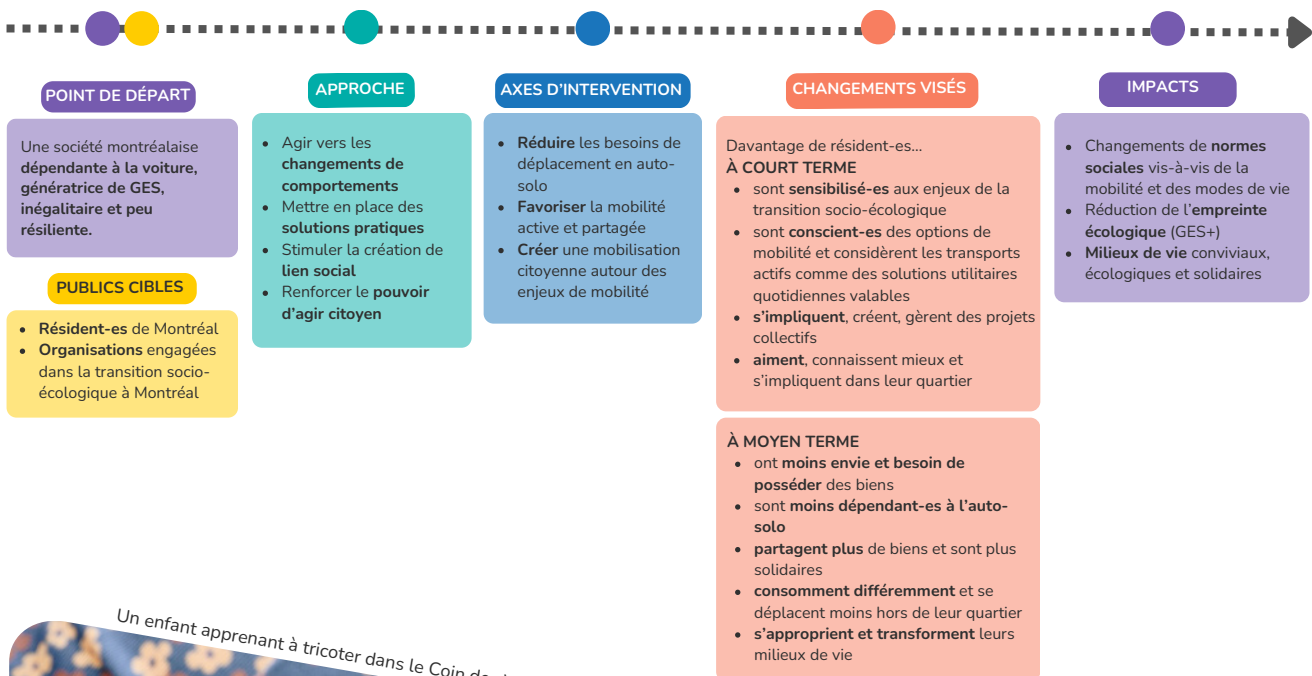 POINT DE DÉPART
Une société montréalaise
dépendante à la voiture,
génératrice de GES,
inégalitaire et peu
résiliente.
PUBLICS CIBLES
• Résident-es de Montréal
• Organisations engagées
dans la transition socio-
écologique à Montréal
APPROCHE
• Agir vers les
changements de
comportements
• Mettre en place des
solutions pratiques
• Stimuler la création de
lien social
• Renforcer le pouvoir
d'agir citoyen
AXES D'INTERVENTION
• Réduire les besoins de
déplacement en auto-
solo
• Favoriser la mobilité
active et partagée
• Créer une mobilisation
citoyenne autour des
enjeux de mobilité
CHANGEMENTS VISÉS
Davantage de résident-es...
À COURT TERME
• sont sensibilisé-es aux enjeux de la
transition socio-écologique
• sont conscient-es des options de
mobilité et considèrent les transports
actifs comme des solutions utilitaires
quotidiennes valables
• s'impliquent, créent, gèrent des projets
collectifs
• aiment, connaissent mieux et
s'impliquent dans leur quartier
À MOYEN TERME
• ont moins envie et besoin de
posséder des biens
• sont moins dépendant-es à l'auto-
solo
• partagent plus de biens et sont plus
solidaires
• consomment différemment et se
déplacent moins hors de leur quartier
• s'approprient et transforment leurs
milieux de vie
IMPACTS
• Changements de normes
sociales vis-à-vis de la
mobilité et des modes de vie
• Réduction de l'empreinte
écologique (GES+)
• Milieux de vie conviviaux,
écologiques et solidaires
Un enfant apprenant à tricoter dans le Coin